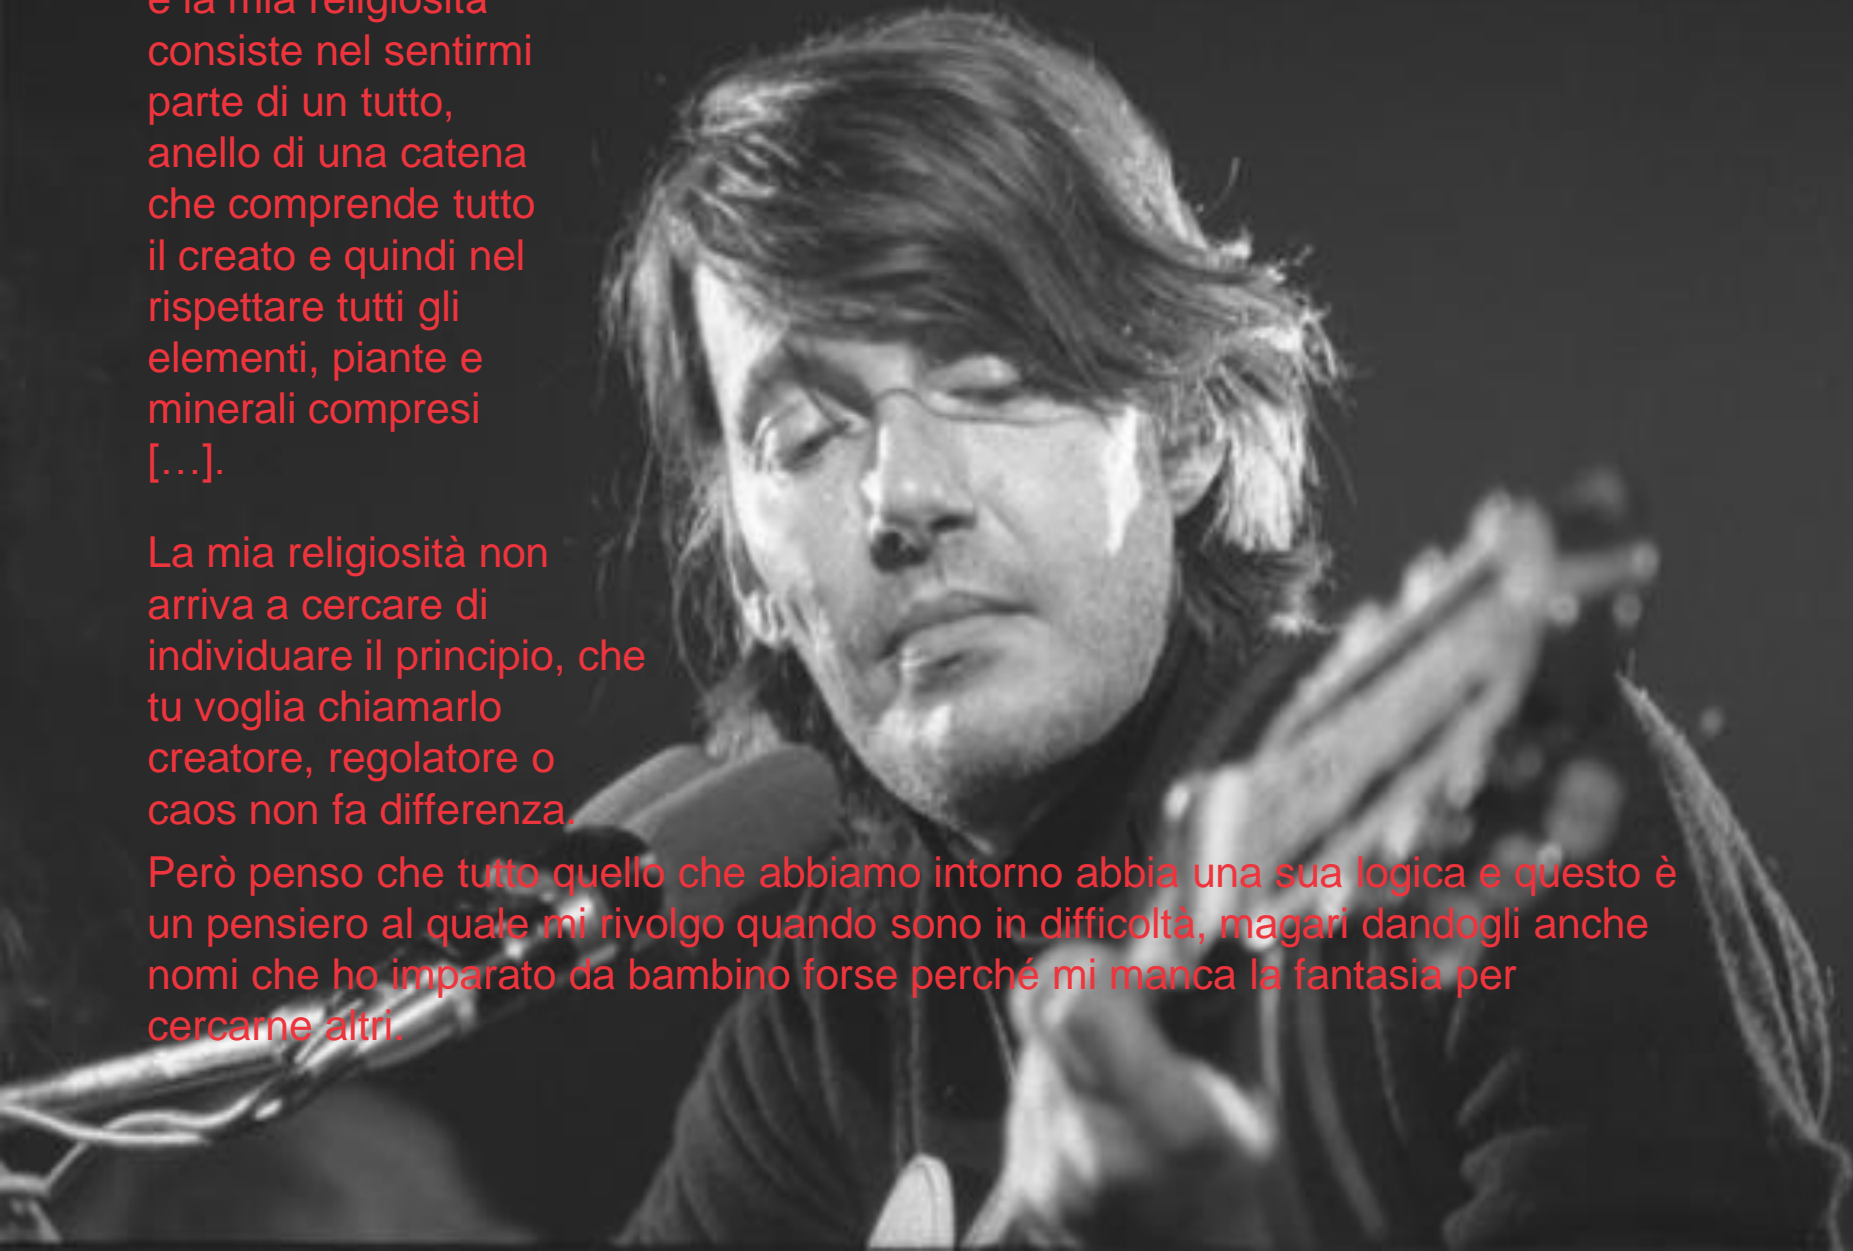 e la mia religiosità
consiste nel sentirmi
parte di un tutto,
anello di una catena
che comprende tutto
il creato e quindi nel
rispettare tutti gli
elementi, piante e
minerali compresi
[…].
La mia religiosità non
arriva a cercare di
individuare il principio, che
tu voglia chiamarlo
creatore, regolatore o
caos non fa differenza.
Però penso che tutto quello che abbiamo intorno abbia una sua logica e questo è
un pensiero al quale mi rivolgo quando sono in difficoltà, magari dandogli anche
nomi che ho imparato da bambino forse perché mi manca la fantasia per
cercarne altri.